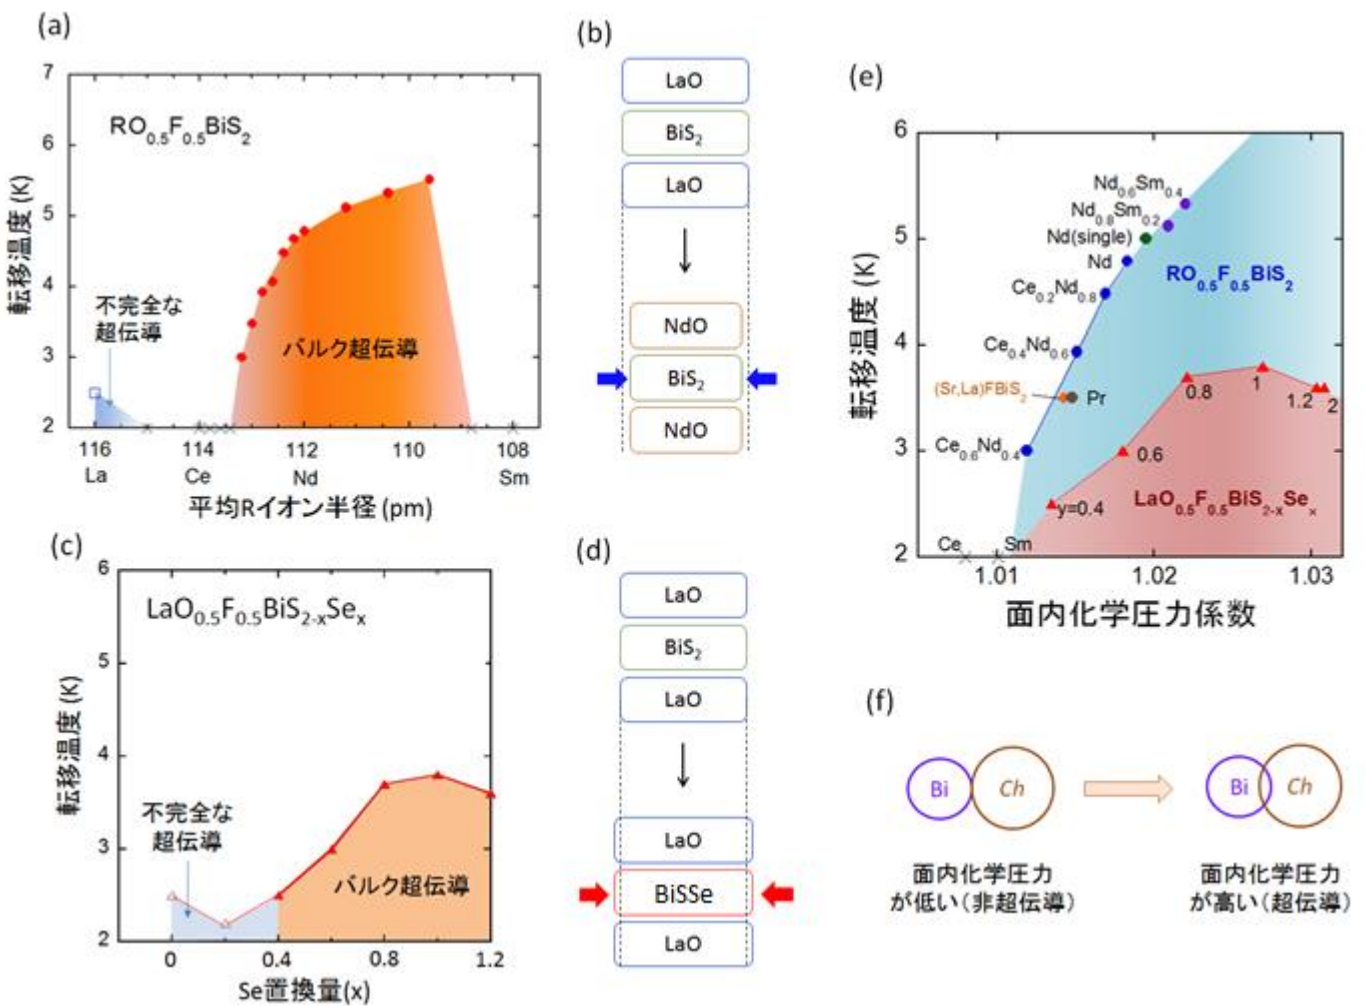 (a)
RO0.5F0.5BiS2
転移温度(K)
7
6
5
4
3
2
不完全な
超伝導
バルク超伝導
116
114
112
110
108
La
Ce
Nd
Sm
平均Rイオン半径(pm)
(b)
LaO
BiS2
LaO
NdO
BiS2
NdO
(c)
LaO0.5F0.5BiS2-xSex
転移温度(K)
6
5
4
3
2
不完全な
超伝導
バルク超伝導
0
0.4
0.8
1.2
Se置換量(x)
(d)
LaO
BiS2
LaO
LaO
BiSSe
LaO
(e)
転移温度(K)
6
5
4
3
2
Nd0.6Sm0.4
Nd0.8Sm0.2
Nd(single)
Nd
RO0.5F0.5BiS2
Ce0.2Nd0.8
Ce0.4Nd0.6
(Sr,La)FBiS2
Pr
0.8
1
1.2
2
Ce0.6Nd0.4
0.6
LaO0.5F0.5BiS2-xSex
y=0.4
Ce
Sm
1.01
1.02
1.03
面内化学圧力係数
(f)
Bi
Ch
Bi
Ch
面内化学圧力
が低い(非超伝導)
面内化学圧力
が高い(超伝導)